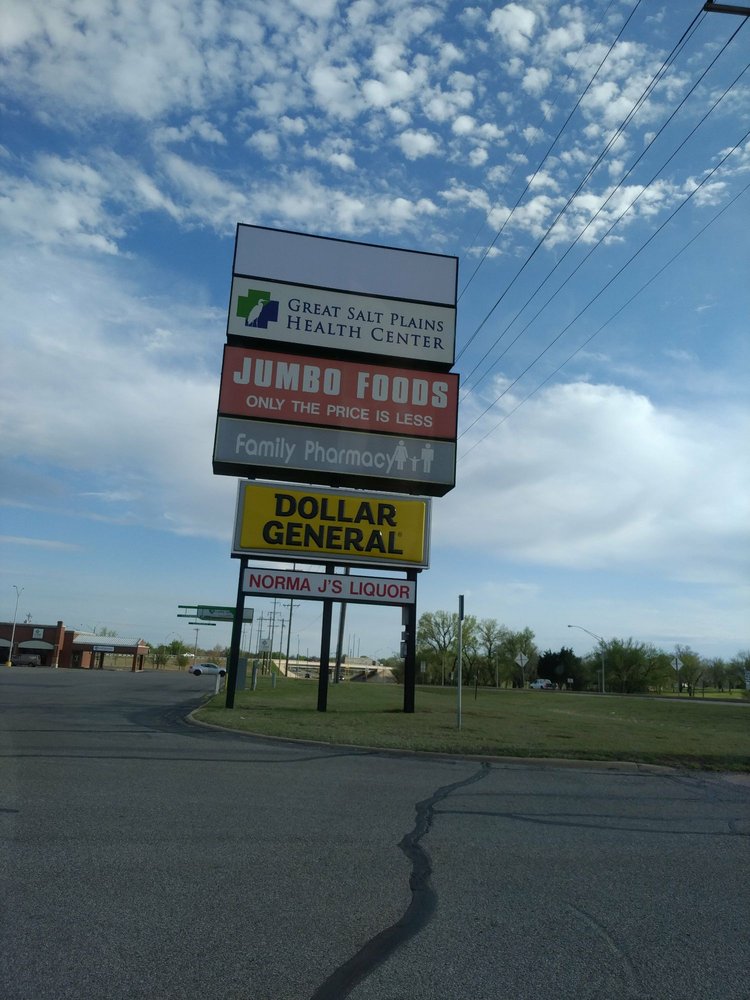 GREAT SALT PLAINS
HEALTH CENTER
JUMBO FOODS
ONLY THE PRICE IS LESS
Family Pharmacy
DOLLAR
GENERAL
NORMA J'S LIQUOR